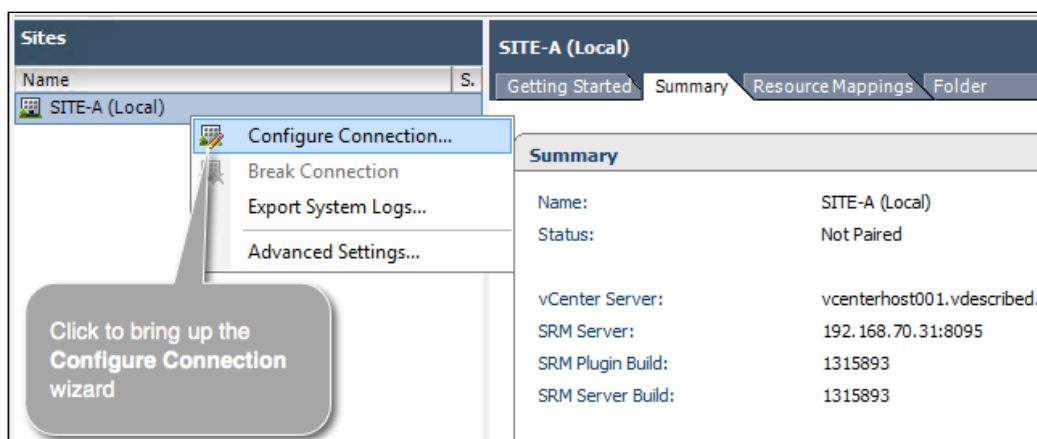 Sites
Name S.
SITE-A (Local)
Configure Connection...
Break Connection
Export System Logs...
Advanced Settings...
Click to bring up the
Configure Connection
wizard
SITE-A (Local)
Getting Started Summary Resource Mappings Folder
Summary
Name: SITE-A (Local)
Status: Not Paired
vCenter Server: vcenterhost001.vdescribed.
SRM Server: 192.168.70.31:8095
SRM Plugin Build: 1315893
SRM Server Build: 1315893